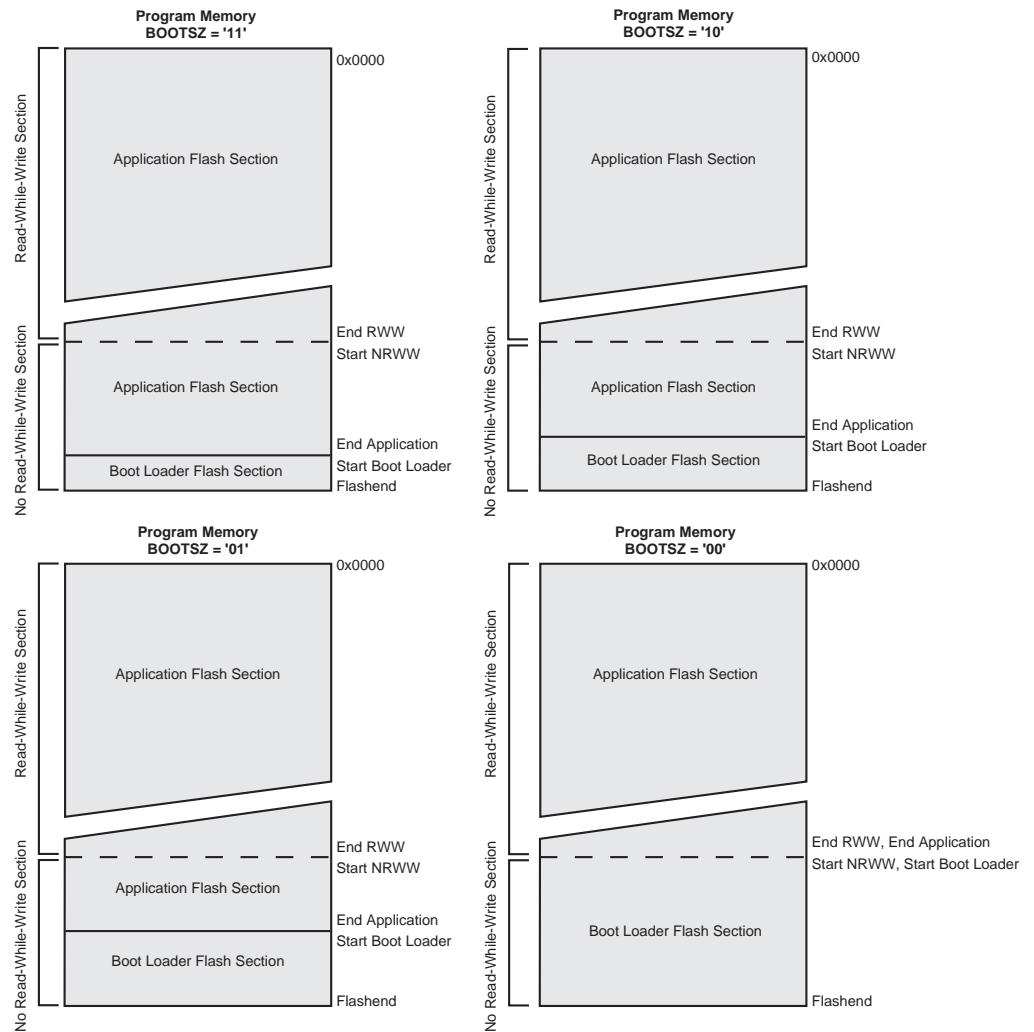 Program Memory
BOOTSZ = '11'
0x0000
Read-While-Write Section
Application Flash Section
End RWW
Start NRWW
No Read-While-Write Section
Application Flash Section
End Application
Start Boot Loader
Boot Loader Flash Section
Flashend
Program Memory
BOOTSZ = '10'
0x0000
Read-While-Write Section
Application Flash Section
End RWW
Start NRWW
No Read-While-Write Section
Application Flash Section
End Application
Start Boot Loader
Boot Loader Flash Section
Flashend
Program Memory
BOOTSZ = '01'
0x0000
Read-While-Write Section
Application Flash Section
End RWW
Start NRWW
No Read-While-Write Section
Application Flash Section
End Application
Start Boot Loader
Boot Loader Flash Section
Flashend
Program Memory
BOOTSZ = '00'
0x0000
Read-While-Write Section
Application Flash Section
End RWW, End Application
Start NRWW, Start Boot Loader
No Read-While-Write Section
Boot Loader Flash Section
Flashend